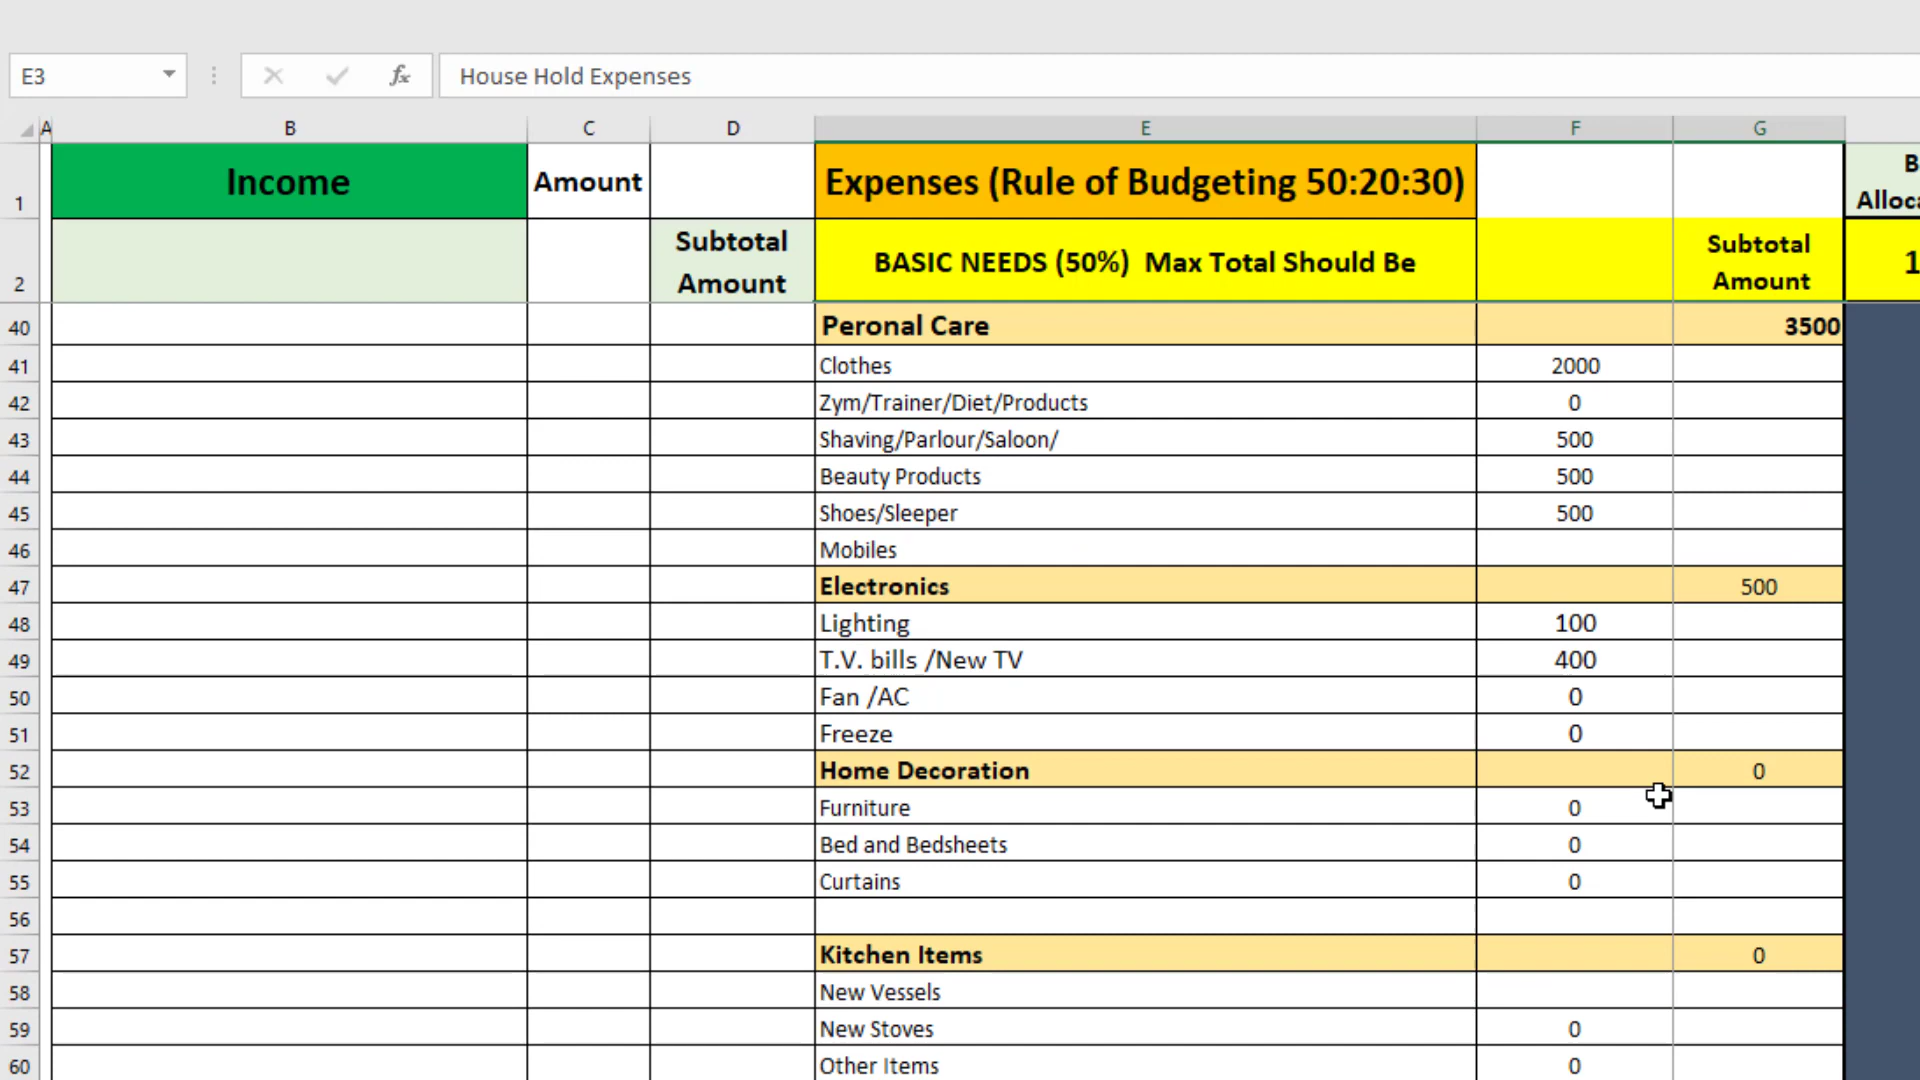 E3 fx House Hold Expenses
A B C D E F G
1 Income Amount Expenses (Rule of Budgeting 50:20:30)
2 Subtotal Amount BASIC NEEDS (50%) Max Total Should Be Subtotal Amount 1
40 Peronal Care 3500
41 Clothes 2000
42 Zym/Trainer/Diet/Products 0
43 Shaving/Parlour/Saloon/ 500
44 Beauty Products 500
45 Shoes/Sleeper 500
46 Mobiles
47 Electronics 500
48 Lighting 100
49 T.V. bills /New TV 400
50 Fan /AC 0
51 Freeze 0
52 Home Decoration 0
53 Furniture 0
54 Bed and Bedsheets 0
55 Curtains 0
56
57 Kitchen Items 0
58 New Vessels
59 New Stoves 0
60 Other Items 0